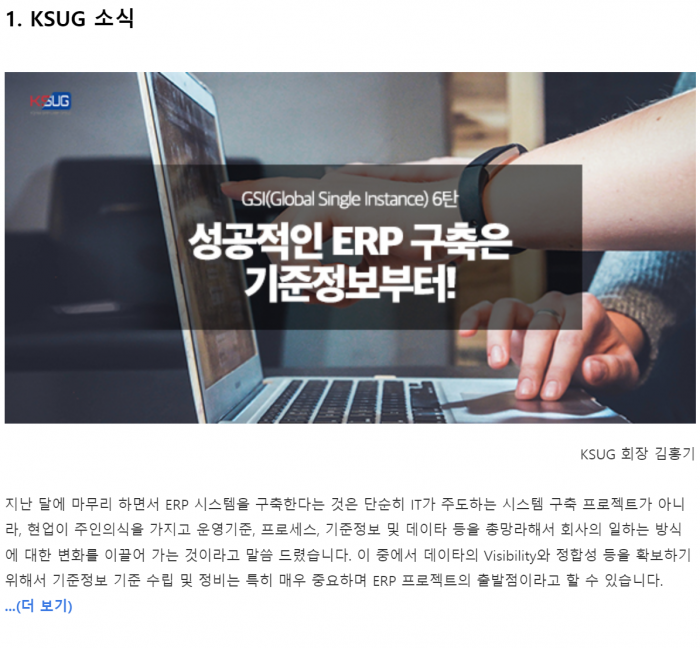 1. KSUG 소식
KSUG
GSI(Global Single Instance) 6탄
성공적인 ERP 구축은
기준정보부터!
KSUG 회장 김홍기
지난 달에 마무리 하면서 ERP 시스템을 구축한다는 것은 단순히 IT가 주도하는 시스템 구축 프로젝트가 아니
라, 현업이 주인의식을 가지고 운영기준, 프로세스, 기준정보 및 데이타 등을 총망라해서 회사의 일하는 방식
에 대한 변화를 이끌어 가는 것이라고 말씀 드렸습니다. 이 중에서 데이타의 Visibility와 정합성 등을 확보하기
위해서 기준정보 기준 수립 및 정비는 특히 매우 중요하며 ERP 프로젝트의 출발점이라고 할 수 있습니다.
...(더 보기)